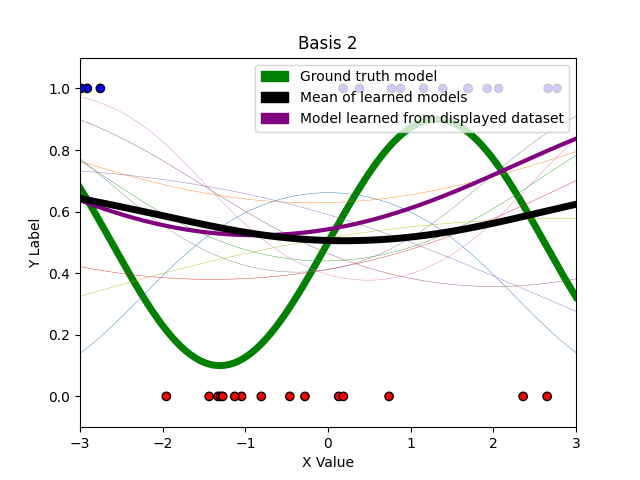 Basis 2
Ground truth model
Mean of learned models
Model learned from displayed dataset
Y Label
1.0
0.8
0.6
0.4
0.2
0.0
−3
−2
−1
0
1
2
3
X Value